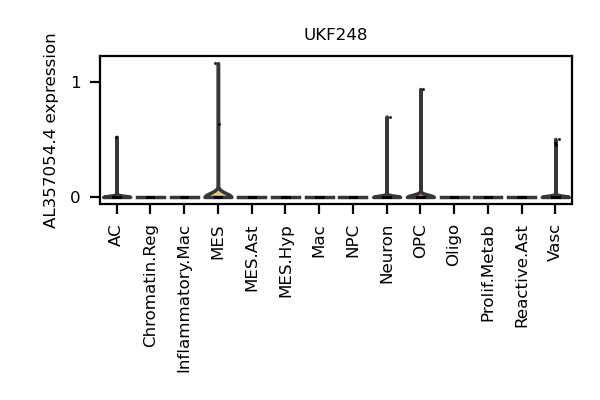 UKF248
AL357054.4 expression
1
0
AC
Chromatin.Reg
Inflammatory.Mac
MES
MES.Ast
MES.Hyp
Mac
NPC
Neuron
OPC
Oligo
Prolif.Metab
Reactive.Ast
Vasc